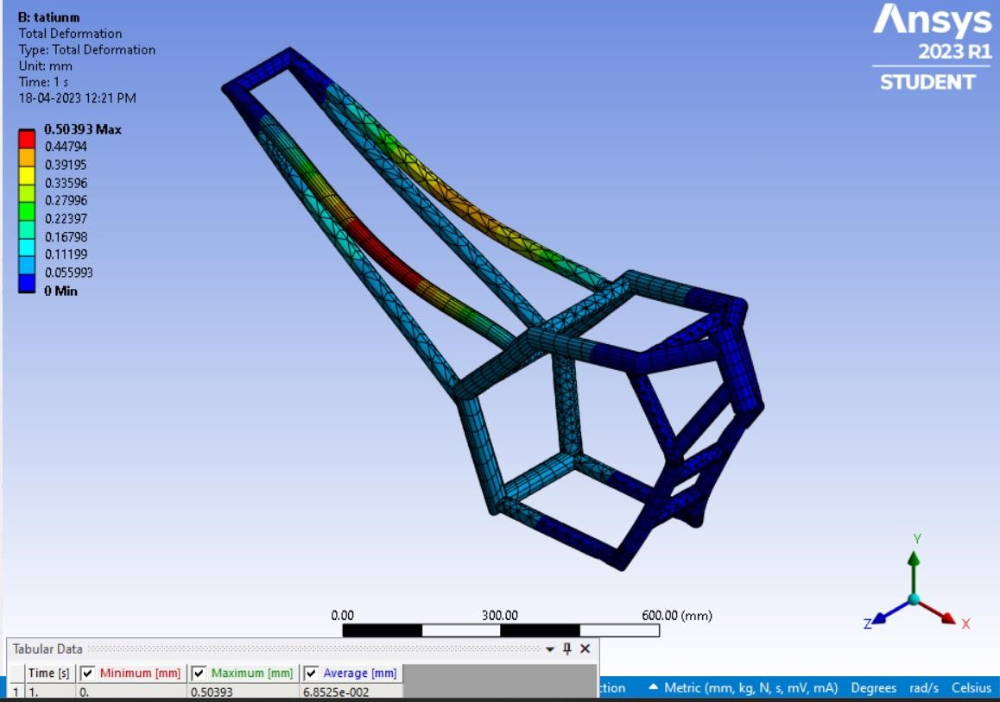 B: tatiunm
Total Deformation
Type: Total Deformation
Unit: mm
Time: 1 s
18-04-2023 12:21 PM
0.50393 Max
0.44794
0.39195
0.33596
0.27996
0.22397
0.16798
0.11199
0.055993
0 Min
Ansys
2023 R1
STUDENT
Y
Z
X
0.00 300.00 600.00 (mm)
Tabular Data
Time [s] Minimum [mm] Maximum [mm] Average [mm]
1 1. 0. 0.50393 6.8525e-002
ction Metric (mm, kg, N, s, mV, mA) Degrees rad/s Celsius